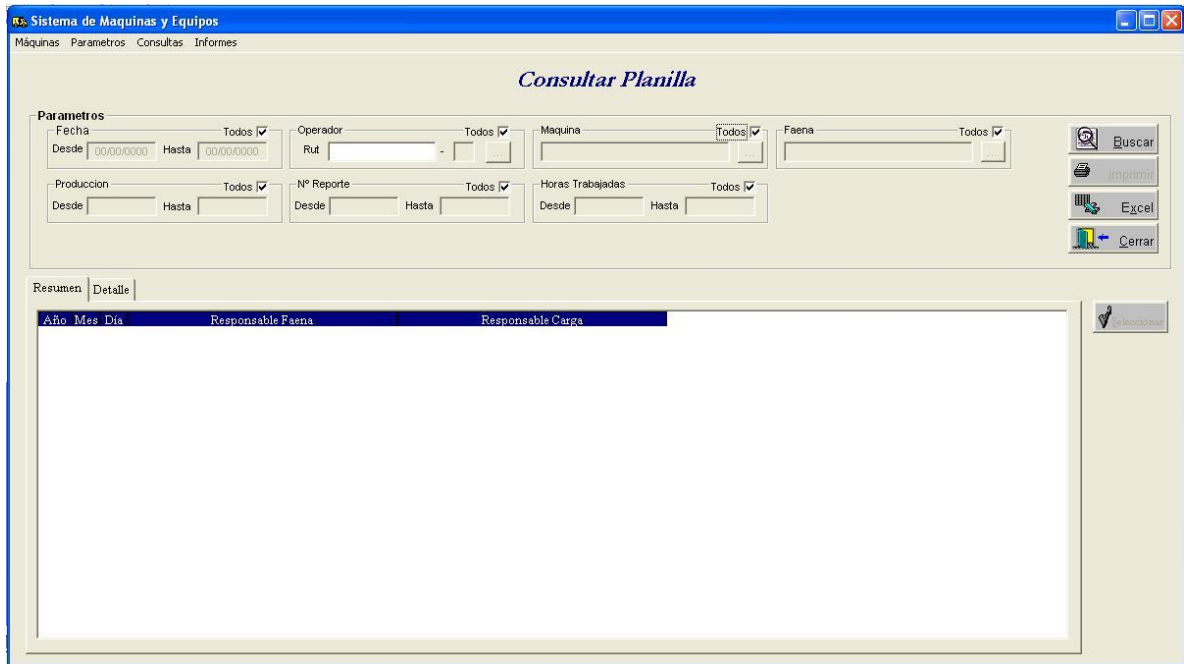 Sistema de Maquinas y Equipos
Máquinas Parametros Consultas Informes
Consultar Planilla
Parametros
Fecha Todos Operador Todos Maquina Todos Faena Todos
Desde 00/00/0000 Hasta 00/00/0000 Rut - ... ... ...
Buscar
Imprimir
Produccion Todos Nº Reporte Todos Horas Trabajadas Todos
Desde Hasta Desde Hasta Desde Hasta
Excel
Cerrar
Resumen Detalle
Año Mes Día Responsable Faena Responsable Carga
Seleccionar